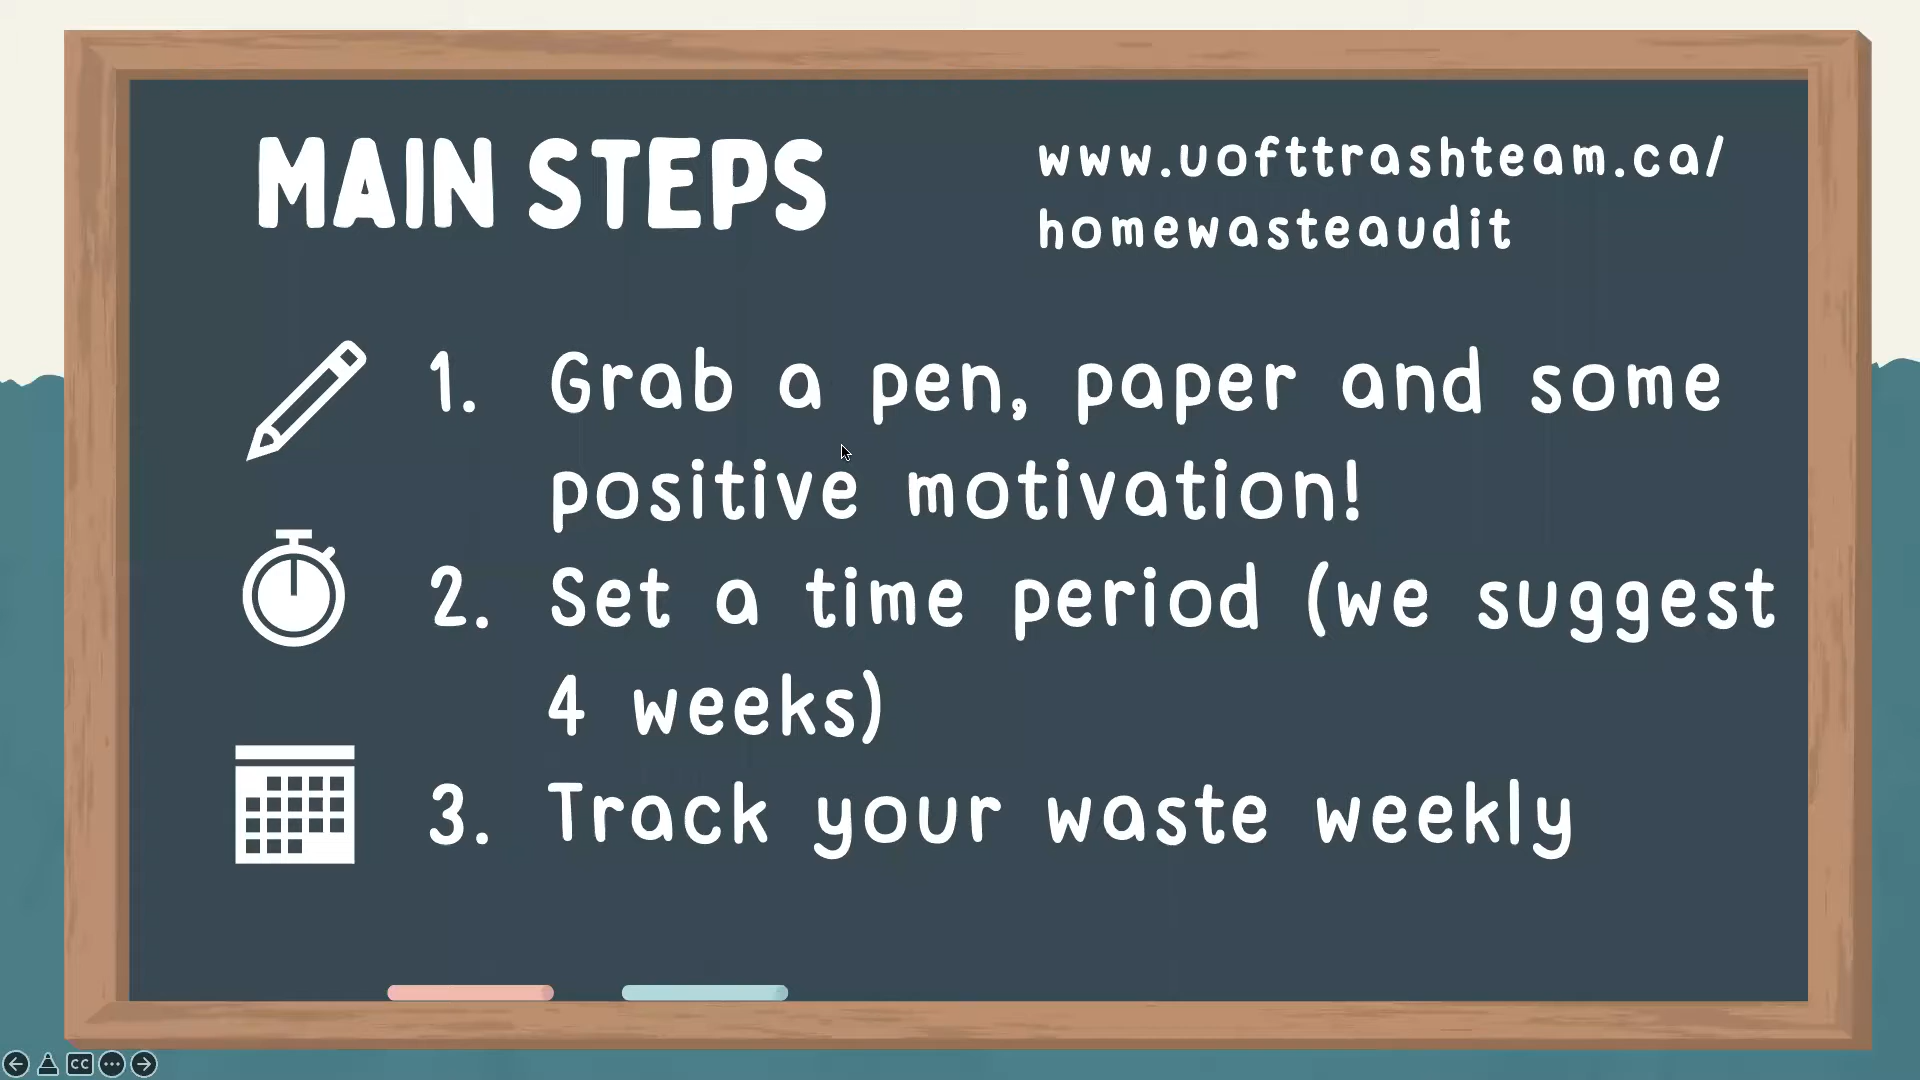 MAIN STEPS
www.uofttrashteam.ca/
homewasteaudit
1. Grab a pen, paper and some
positive motivation!
2. Set a time period (we suggest
4 weeks)
3. Track your waste weekly
CC